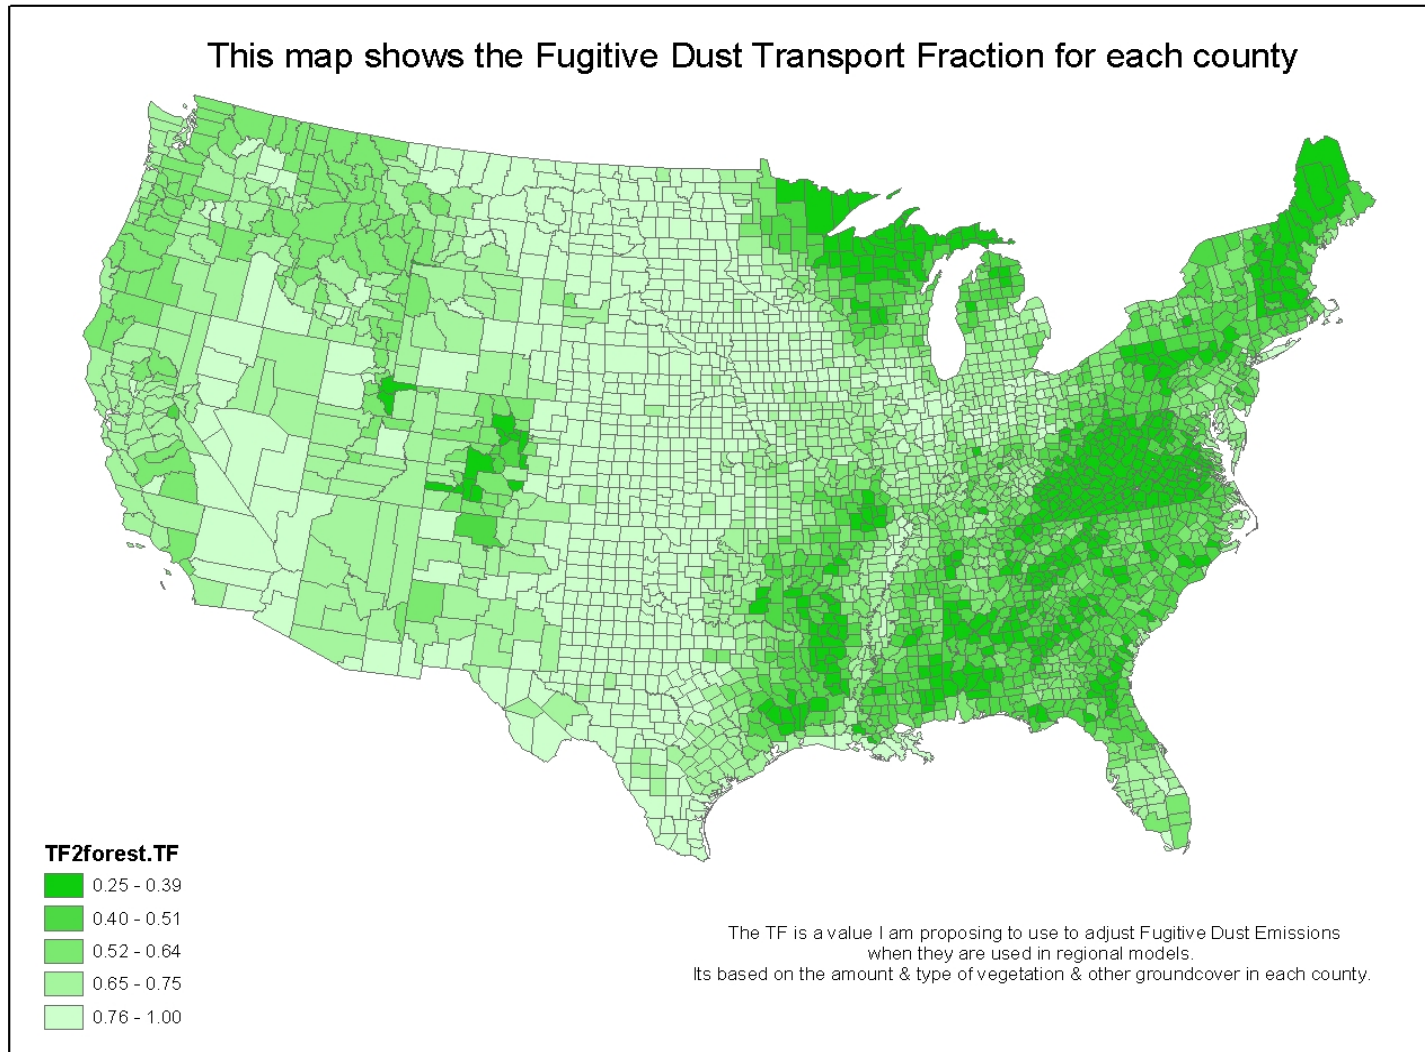 This map shows the Fugitive Dust Transport Fraction for each county
TF2forest.TF
0.25 - 0.39
0.40 - 0.51
0.52 - 0.64
0.65 - 0.75
0.76 - 1.00
The TF is a value I am proposing to use to adjust Fugitive Dust Emissions
when they are used in regional models.
Its based on the amount & type of vegetation & other groundcover in each county.